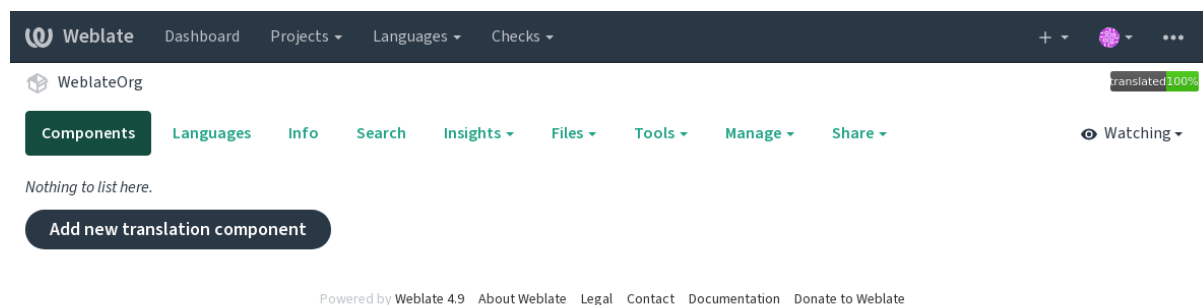 Weblate Dashboard Projects Languages Checks
WeblateOrg translated 100%
Components Languages Info Search Insights Files Tools Manage Share Watching
Nothing to list here.
Add new translation component
Powered by Weblate 4.9 About Weblate Legal Contact Documentation Donate to Weblate